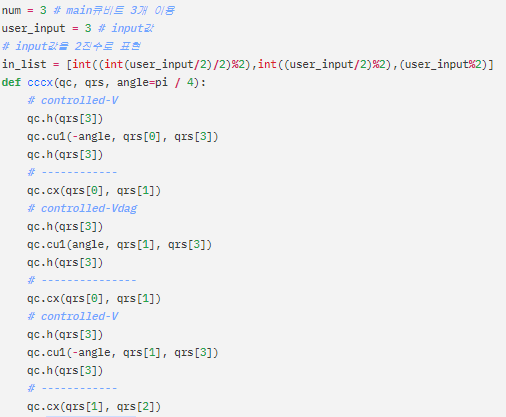 num = 3 # main큐비트 3개 이용
user_input = 3 # input값
# input값을 2진수로 표현
in_list = [int((int(user_input/2)/2)%2),int((user_input/2)%2),(user_input%2)]
def cccx(qc, qrs, angle=pi / 4):
    # controlled-V
    qc.h(qrs[3])
    qc.cu1(-angle, qrs[0], qrs[3])
    qc.h(qrs[3])
    # ------------
    qc.cx(qrs[0], qrs[1])
    # controlled-Vdag
    qc.h(qrs[3])
    qc.cu1(angle, qrs[1], qrs[3])
    qc.h(qrs[3])
    # ---------------
    qc.cx(qrs[0], qrs[1])
    # controlled-V
    qc.h(qrs[3])
    qc.cu1(-angle, qrs[1], qrs[3])
    qc.h(qrs[3])
    # ------------
    qc.cx(qrs[1], qrs[2])